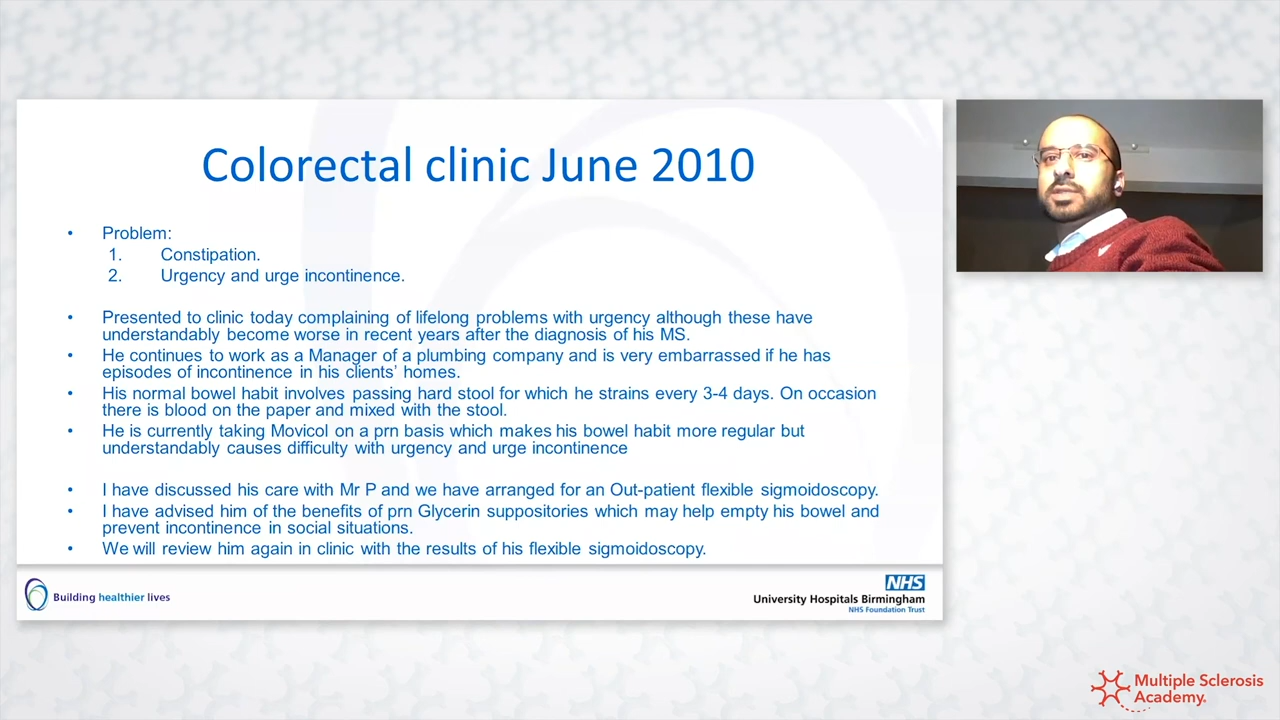 Colorectal clinic June 2010
• Problem:
1. Constipation.
2. Urgency and urge incontinence.
• Presented to clinic today complaining of lifelong problems with urgency although these have
understandably become worse in recent years after the diagnosis of his MS.
• He continues to work as a Manager of a plumbing company and is very embarrassed if he has
episodes of incontinence in his clients' homes.
• His normal bowel habit involves passing hard stool for which he strains every 3-4 days. On occasion
there is blood on the paper and mixed with the stool.
• He is currently taking Movicol on a prn basis which makes his bowel habit more regular but
understandably causes difficulty with urgency and urge incontinence
• I have discussed his care with Mr P and we have arranged for an Out-patient flexible sigmoidoscopy.
• I have advised him of the benefits of prn Glycerin suppositories which may help empty his bowel and
prevent incontinence in social situations.
• We will review him again in clinic with the results of his flexible sigmoidoscopy.
Building healthier lives
NHS
University Hospitals Birmingham
NHS Foundation Trust
Multiple Sclerosis
Academy.